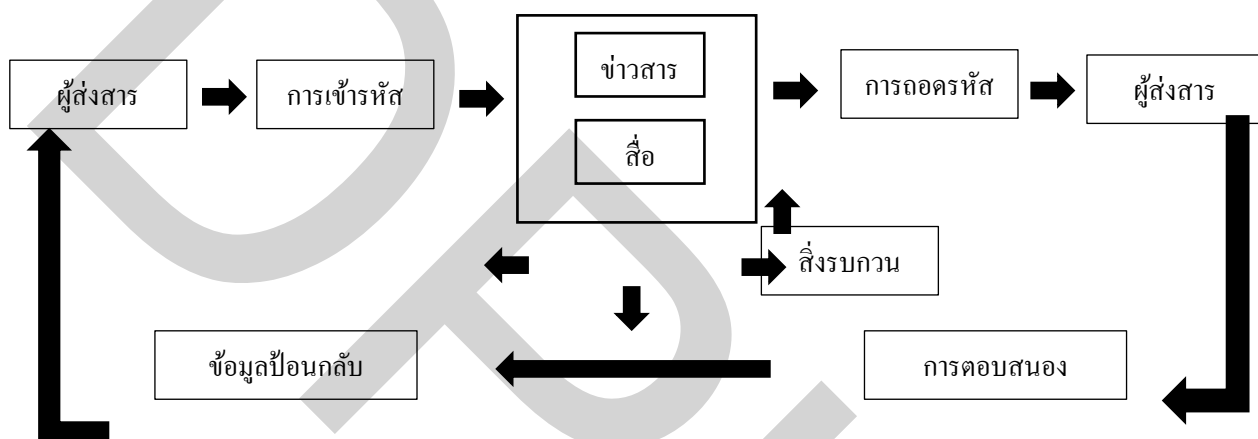 ผู้ส่งสาร
การเข้ารหัส
ข่าวสาร
สื่อ
การถอดรหัส
ผู้ส่งสาร
สิ่งรบกวน
ข้อมูลป้อนกลับ
การตอบสนอง